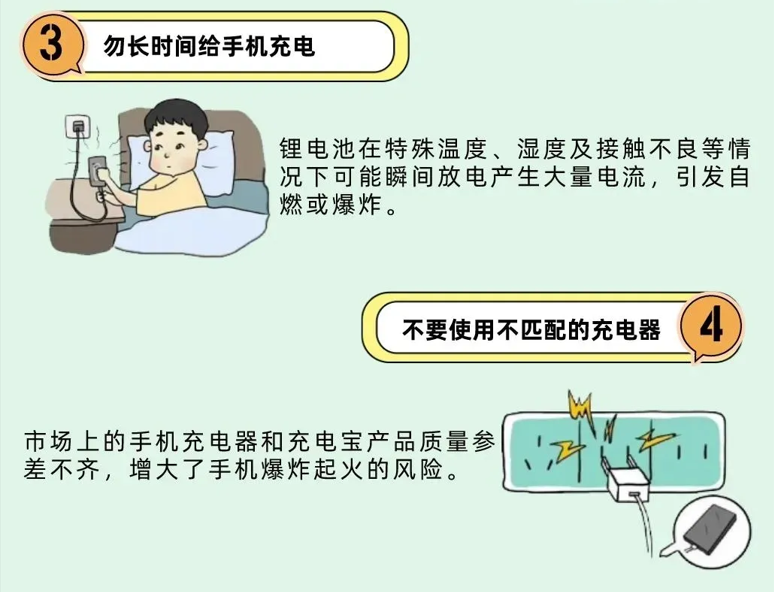 3
勿长时间给手机充电
锂电池在特殊温度、湿度及接触不良等情
况下可能瞬间放电产生大量电流，引发自
燃或爆炸。
不要使用不匹配的充电器
4
市场上的手机充电器和充电宝产品质量参
差不齐，增大了手机爆炸起火的风险。